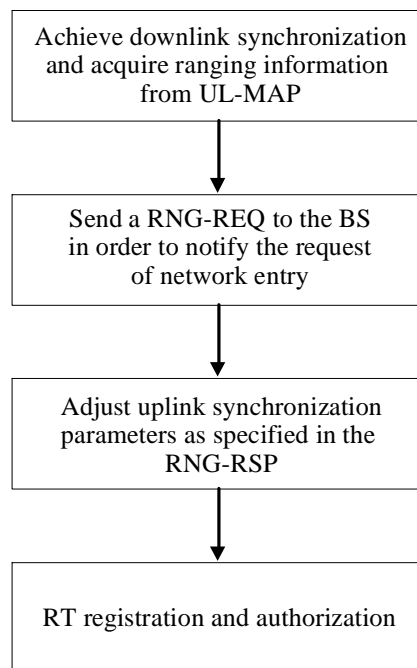 Achieve downlink synchronization
and acquire ranging information
from UL-MAP
Send a RNG-REQ to the BS
in order to notify the request
of network entry
Adjust uplink synchronization
parameters as specified in the
RNG-RSP
RT registration and authorization